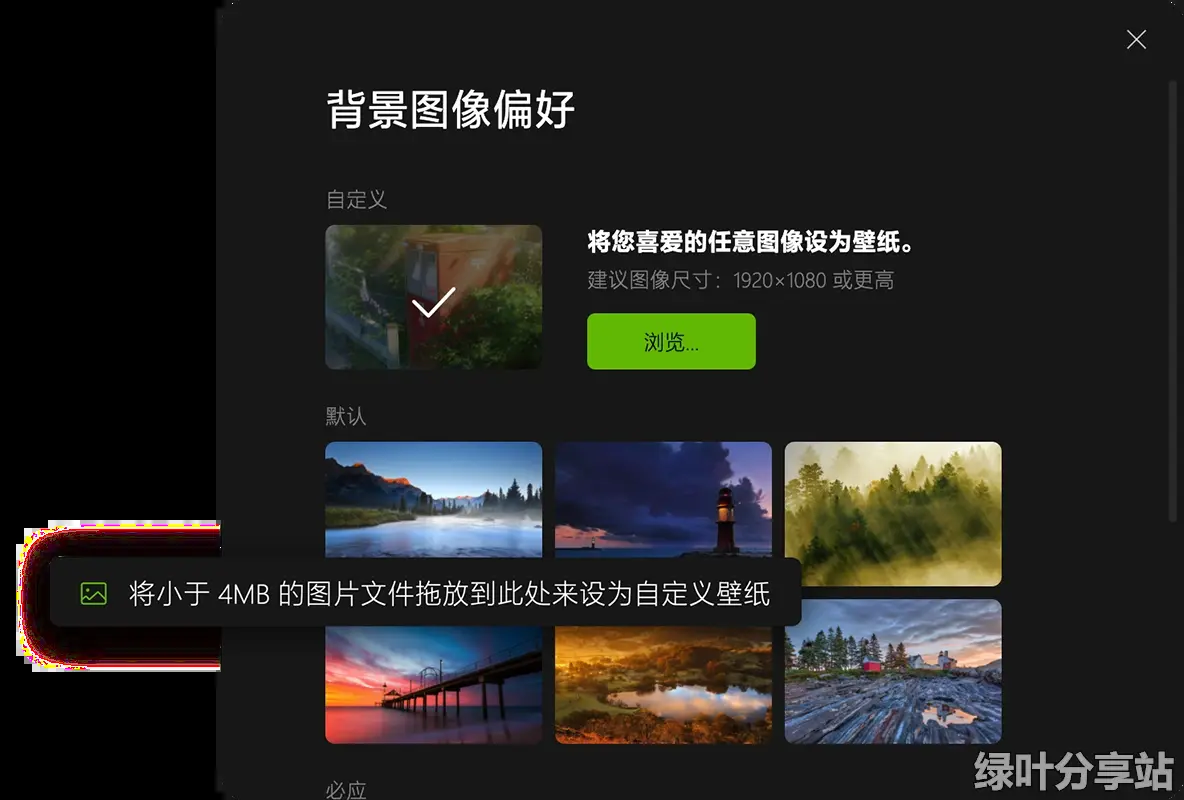 背景图像偏好
自定义
将您喜爱的任意图像设为壁纸。
建议图像尺寸：1920×1080 或更高
浏览...
默认
将小于 4MB 的图片文件拖放到此处来设为自定义壁纸
必应
绿叶分享站